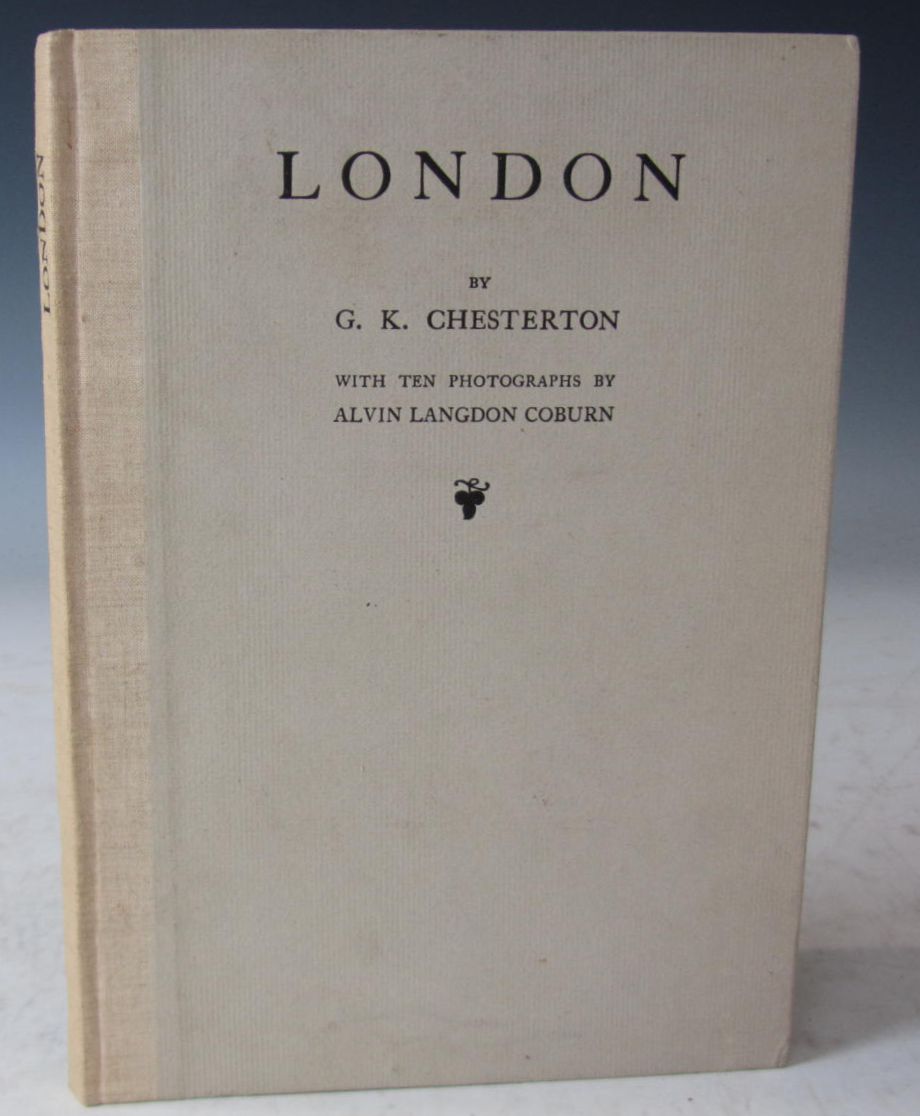 LONDON
LONDON
BY
G. K. CHESTERTON
WITH TEN PHOTOGRAPHS BY
ALVIN LANGDON COBURN